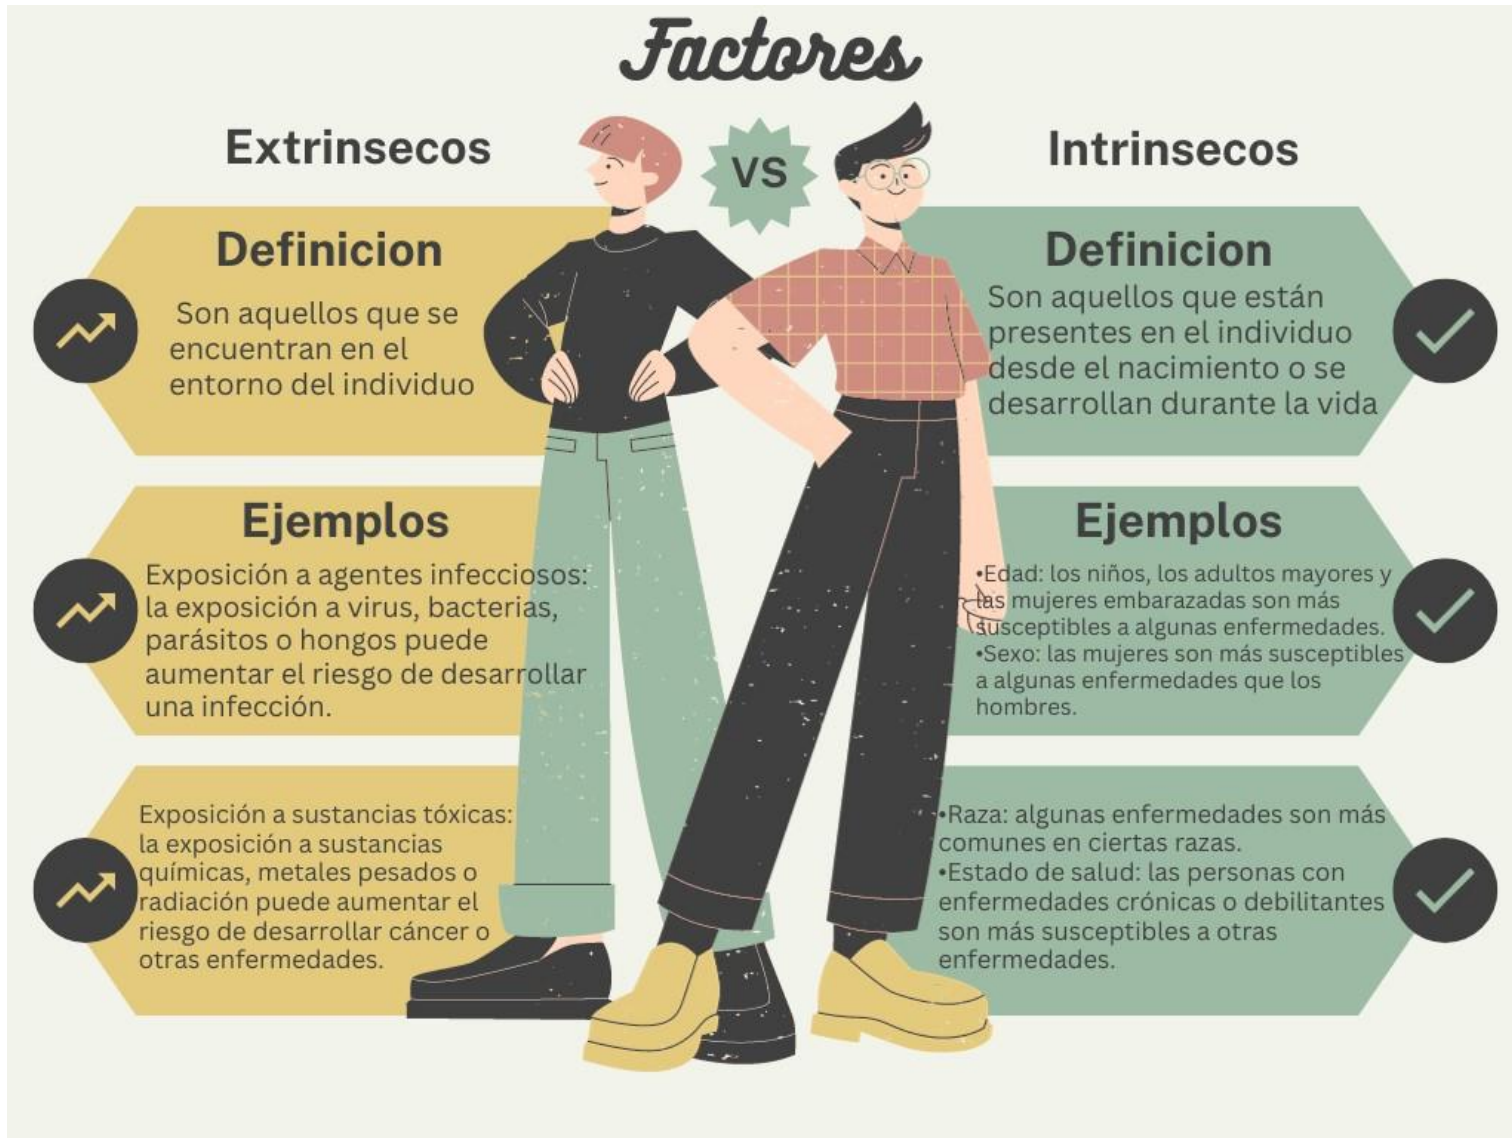 Factores
Extrinsecos
VS
Intrinsecos
Definicion
Son aquellos que se
encuentran en el
entorno del individuo
Definicion
Son aquellos que están
presentes en el individuo
desde el nacimiento o se
desarrollan durante la vida
Ejemplos
Exposición a agentes infecciosos:
la exposición a virus, bacterias,
parásitos o hongos puede
aumentar el riesgo de desarrollar
una infección.
Ejemplos
•Edad: los niños, los adultos mayores y
las mujeres embarazadas son más
susceptibles a algunas enfermedades.
•Sexo: las mujeres son más susceptibles
a algunas enfermedades que los
hombres.
Exposición a sustancias tóxicas:
la exposición a sustancias
químicas, metales pesados o
radiación puede aumentar el
riesgo de desarrollar cáncer o
otras enfermedades.
•Raza: algunas enfermedades son más
comunes en ciertas razas.
•Estado de salud: las personas con
enfermedades crónicas o debilitantes
son más susceptibles a otras
enfermedades.